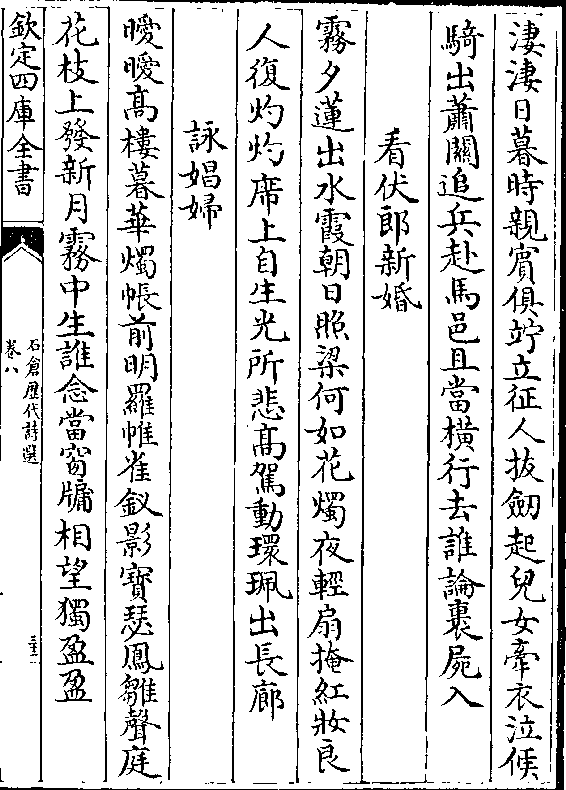 淒淒日暮時親賓俱竚立征人拔劒起兒女牽衣泣候
騎出蕭關追兵赴馬邑且當横行去誰論裹屍入
看伏郎新婚
霧夕蓮出水霞朝日照梁何如花燭夜輕扇掩紅妝良
人復灼灼席上自生光所悲髙駕動環珮出長廊
詠娼婦
曖曖髙樓暮華燭帳前明羅帷雀釵影寳瑟鳳雛聲庭
花枝上發新月霧中生誰念當窗牖相望獨盈盈
欽定四庫全書
石倉歴代詩選
卷八
三十二